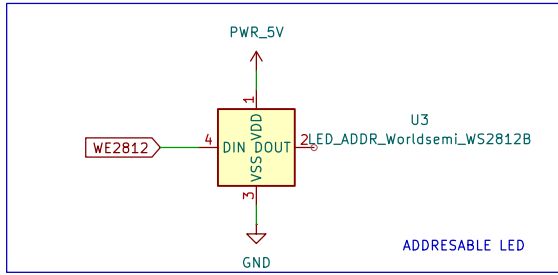 PWR_5V
1
U3
VDD
LED_ADDR_Worldsemi_WS2812B
WE2812
4
DIN
DOUT
2
VSS
3
ADDRESABLE LED
GND